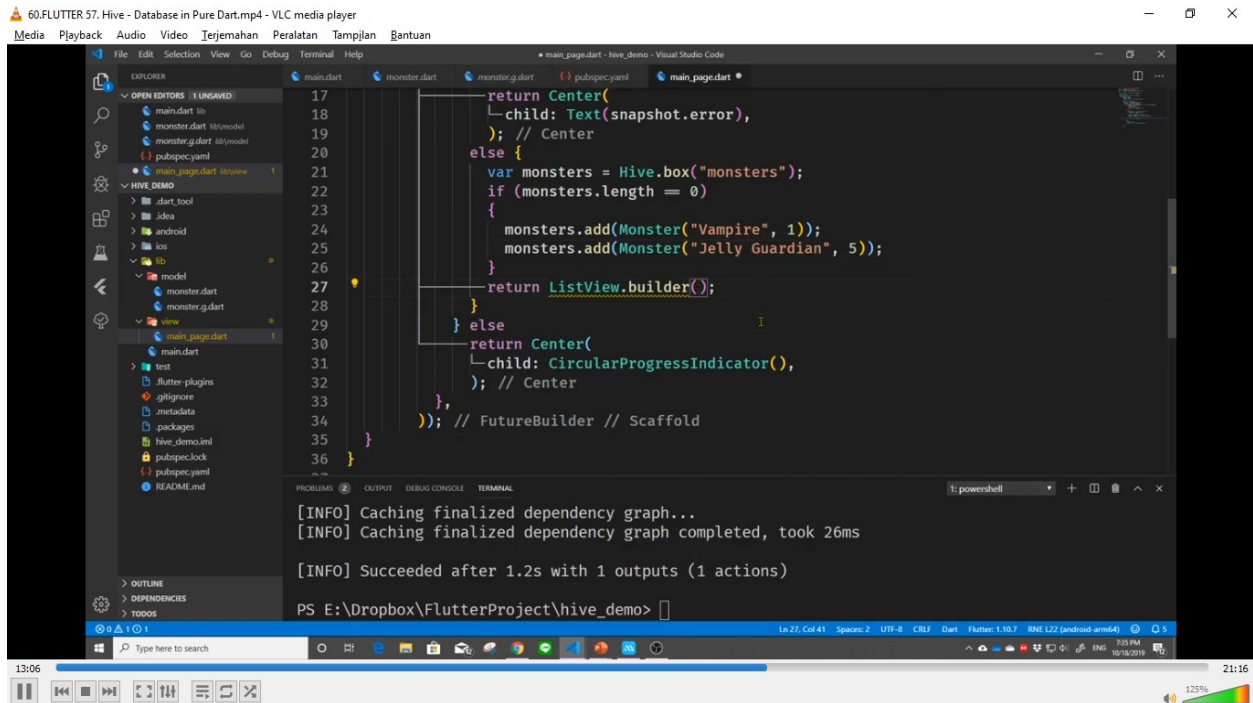 60.FLUTTER 57. Hive - Database in Pure Dart.mp4 - VLC media player
Media Playback Audio Video Terjemahan Peralatan Tampilan Bantuan
File Edit Selection View Go Debug Terminal Help
● main_page.dart - hive_demo - Visual Studio Code
EXPLORER
main.dart monster.dart monster.g.dart pubspec.yaml main_page.dart ●
OPEN EDITORS 1 UNSAVED
main.dart lib
monster.dart lib\model
monster.g.dart lib\model
pubspec.yaml
● main_page.dart lib\view 1
HIVE_DEMO
.dart_tool
.idea
android
ios
lib
model
monster.dart
monster.g.dart
view
main_page.dart 1
main.dart
test
.flutter-plugins
.gitignore
.metadata
.packages
hive_demo.iml
pubspec.lock
pubspec.yaml
README.md
OUTLINE
DEPENDENCIES
TODOS
17 return Center(
18 child: Text(snapshot.error),
19 ); // Center
20 else {
21 var monsters = Hive.box("monsters");
22 if (monsters.length == 0)
23 {
24 monsters.add(Monster("Vampire", 1));
25 monsters.add(Monster("Jelly Guardian", 5));
26 }
27 return ListView.builder();
28 }
29 } else
30 return Center(
31 child: CircularProgressIndicator(),
32 ); // Center
33 },
34 )); // FutureBuilder // Scaffold
35 }
36 }
PROBLEMS 2 OUTPUT DEBUG CONSOLE TERMINAL
1: powershell
[INFO] Caching finalized dependency graph...
[INFO] Caching finalized dependency graph completed, took 26ms
[INFO] Succeeded after 1.2s with 1 outputs (1 actions)
PS E:\Dropbox\FlutterProject\hive_demo>
0 1 1
Ln 27, Col 41 Spaces: 2 UTF-8 CRLF Dart Flutter: 1.10.7 RNE L22 (android-arm64) 5
Type here to search
ENG
7:35 PM
10/18/2019
13:06
21:16
125%